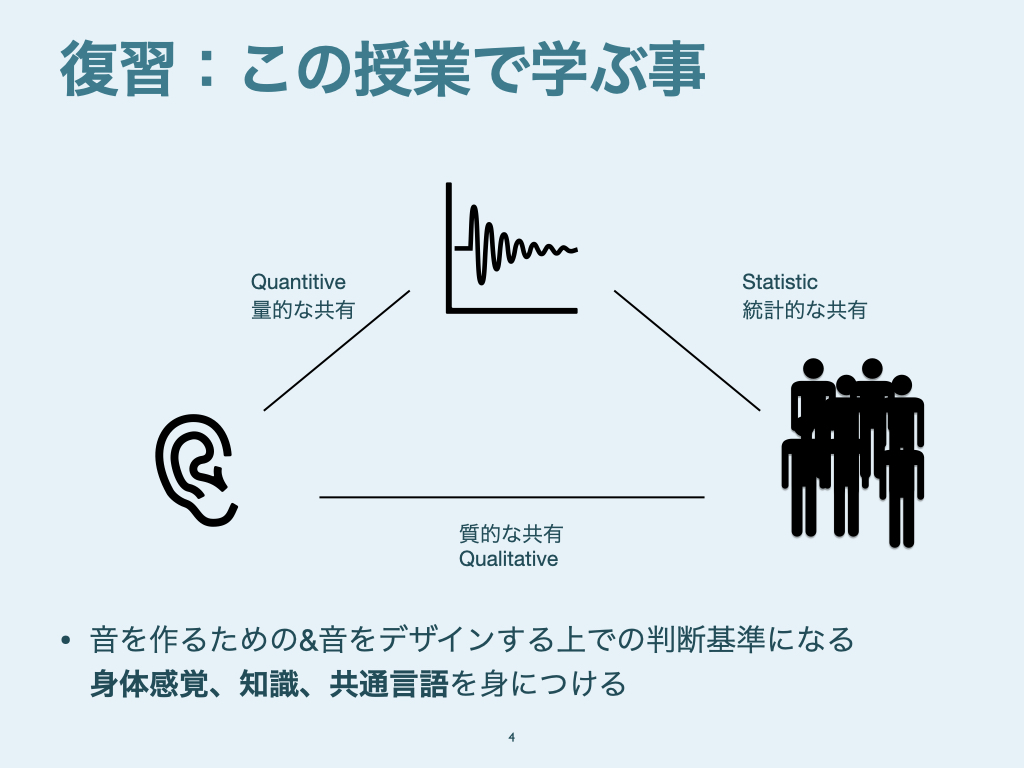 復習：この授業で学ぶ事
Quantitive
量的な共有
Statistic
統計的な共有
質的な共有
Qualitative
• 音を作るための&音をデザインする上での判断基準になる
身体感覚、知識、共通言語を身につける
4